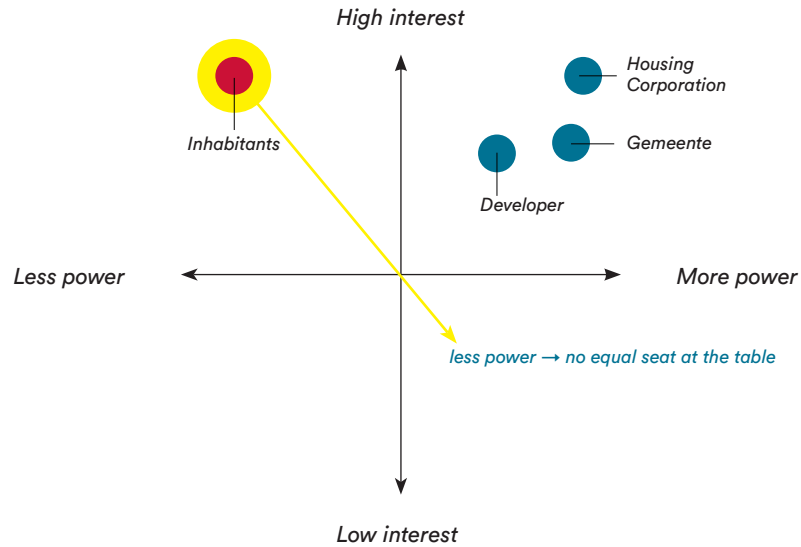 High interest
Housing
Corporation
Inhabitants
Gemeente
Developer
Less power
More power
less power → no equal seat at the table
Low interest